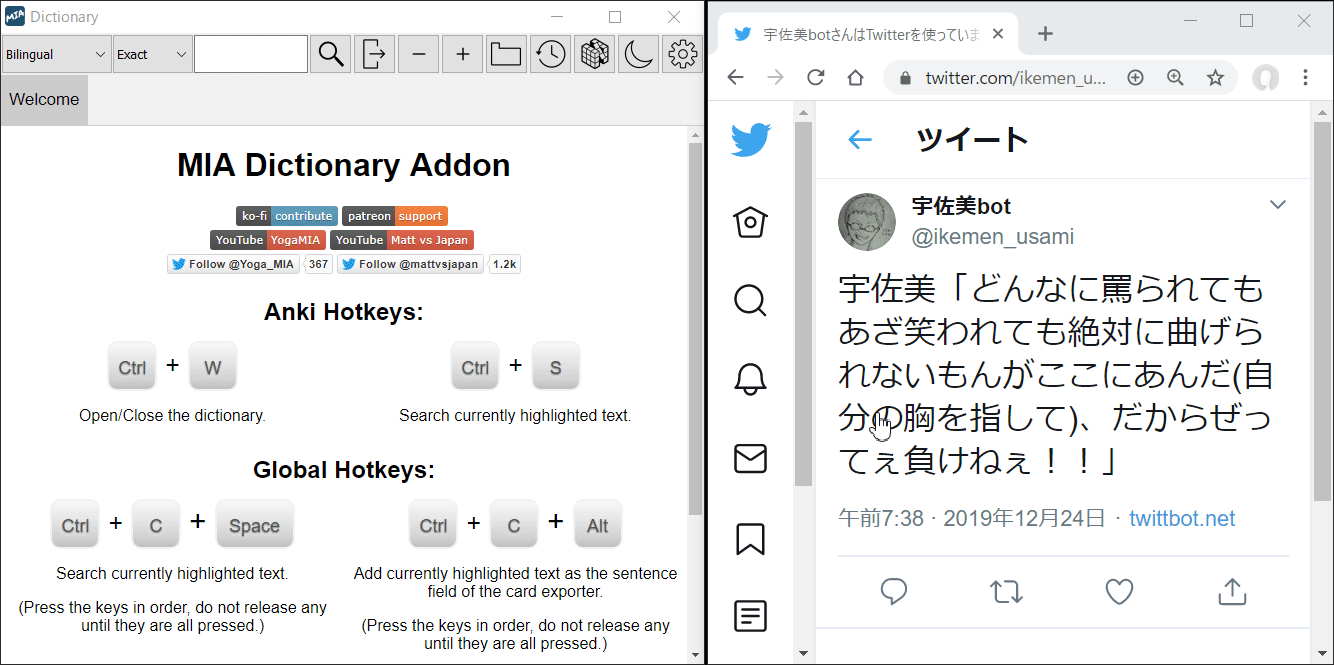 MIA Dictionary
Bilingual Exact
Welcome
MIA Dictionary Addon
ko-fi contribute patreon support
YouTube YogaMIA YouTube Matt vs Japan
Follow @Yoga_MIA 367 Follow @mattvsjapan 1.2k
Anki Hotkeys:
Ctrl + W
Open/Close the dictionary.
Ctrl + S
Search currently highlighted text.
Global Hotkeys:
Ctrl + C + Space
Search currently highlighted text.
(Press the keys in order, do not release any
until they are all pressed.)
Ctrl + C + Alt
Add currently highlighted text as the sentence
field of the card exporter.
(Press the keys in order, do not release any
until they are all pressed.)
宇佐美botさんはTwitterを使っていま
twitter.com/ikemen_u...
ツイート
宇佐美bot
@ikemen_usami
宇佐美「どんなに罵られても
あざ笑われても絶対に曲げら
れないもんがここにあんだ(自
分の胸を指して)、だからぜっ
てぇ負けねぇ！！」
午前7:38 · 2019年12月24日 · twittbot.net